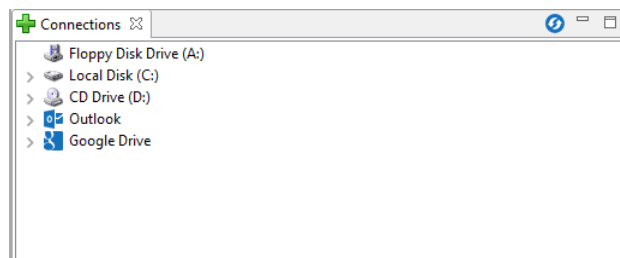 Connections
Floppy Disk Drive (A:)
Local Disk (C:)
CD Drive (D:)
Outlook
Google Drive